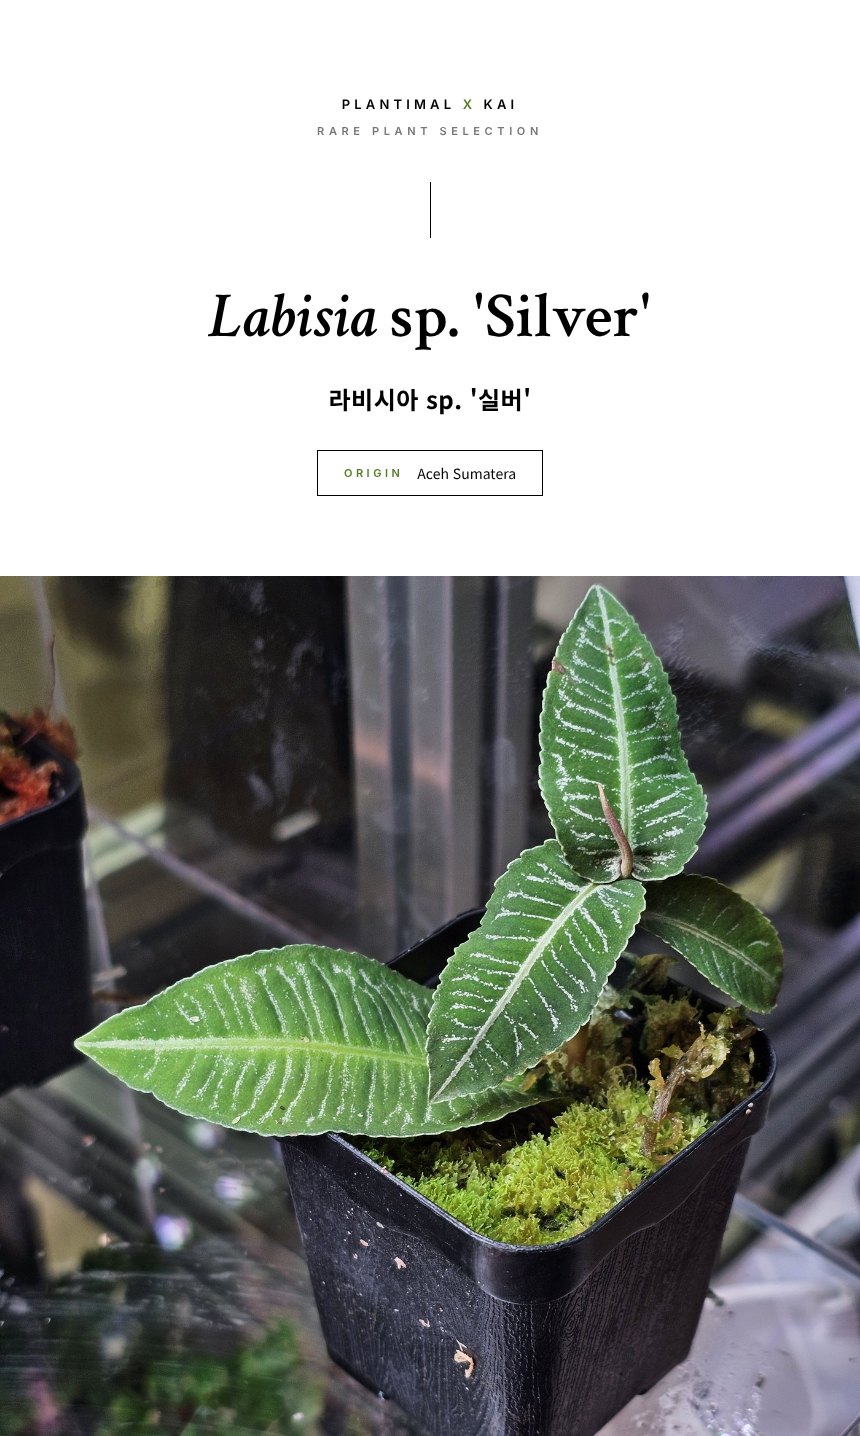 PLANTIMAL X KAI
RARE PLANT SELECTION
Labisia sp. 'Silver'
라비시아 sp. '실버'
ORIGIN Aceh Sumatera